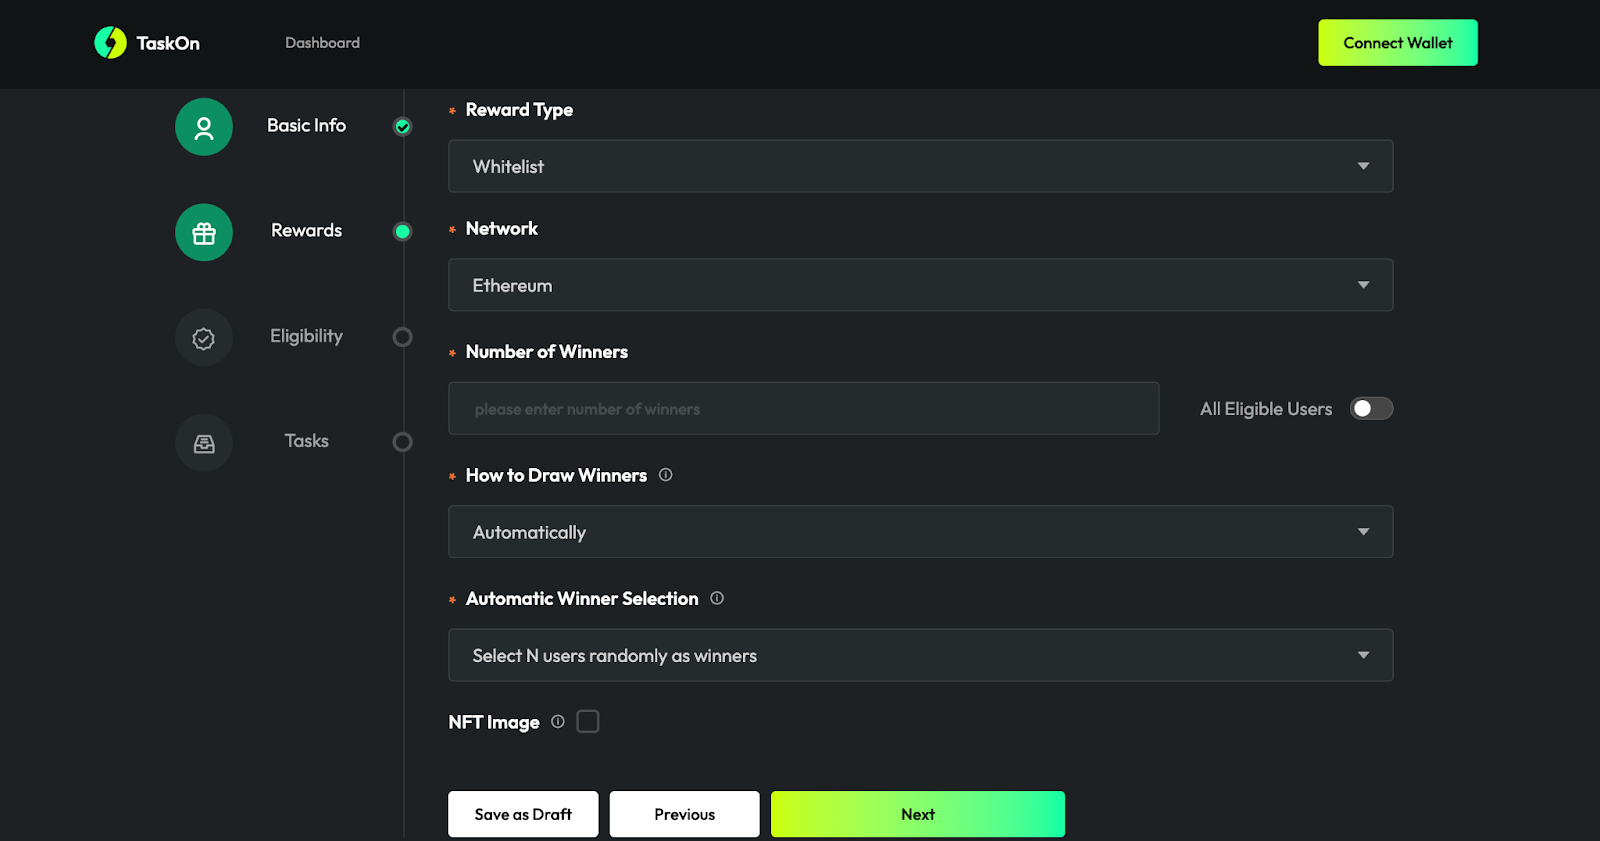 TaskOn
Dashboard
Connect Wallet
Basic Info
Rewards
Eligibility
Tasks
* Reward Type
Whitelist
* Network
Ethereum
* Number of Winners
please enter number of winners
All Eligible Users
* How to Draw Winners
Automatically
* Automatic Winner Selection
Select N users randomly as winners
NFT Image
Save as Draft
Previous
Next